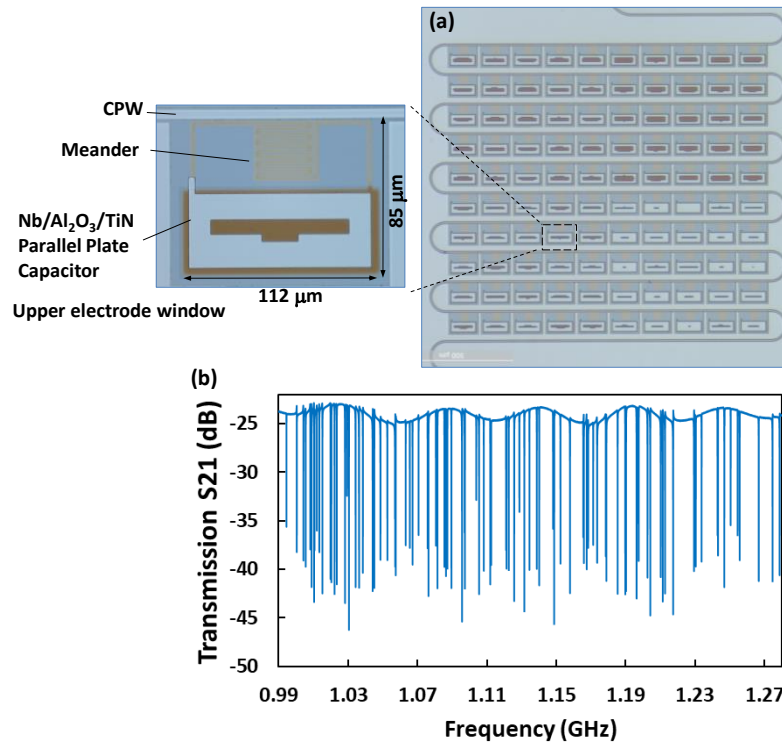 (a)
CPW
Meander
Nb/Al₂O₃/TiN
Parallel Plate
Capacitor
85 µm
112 µm
Upper electrode window
(b)
Transmission S21 (dB)
-25
-30
-35
-40
-45
-50
0.99 1.03 1.07 1.11 1.15 1.19 1.23 1.27
Frequency (GHz)